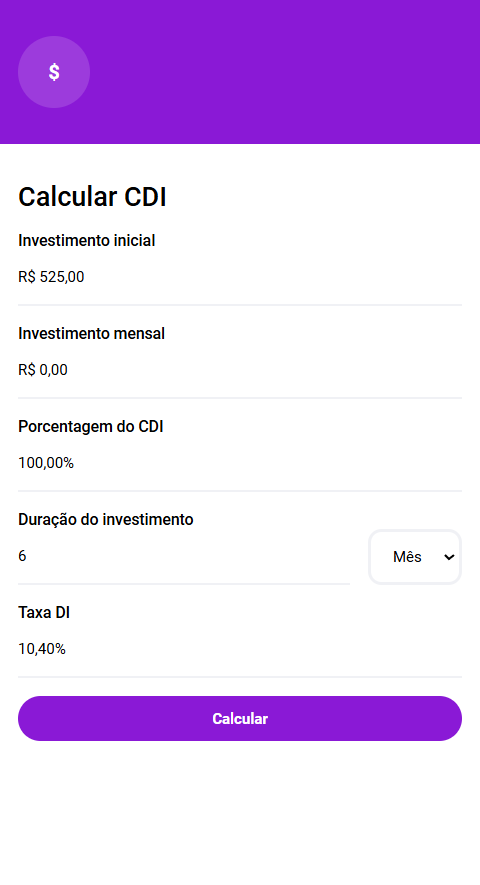 $
Calcular CDI
Investimento inicial
R$ 525,00
Investimento mensal
R$ 0,00
Porcentagem do CDI
100,00%
Duração do investimento
6
Mês
Taxa DI
10,40%
Calcular